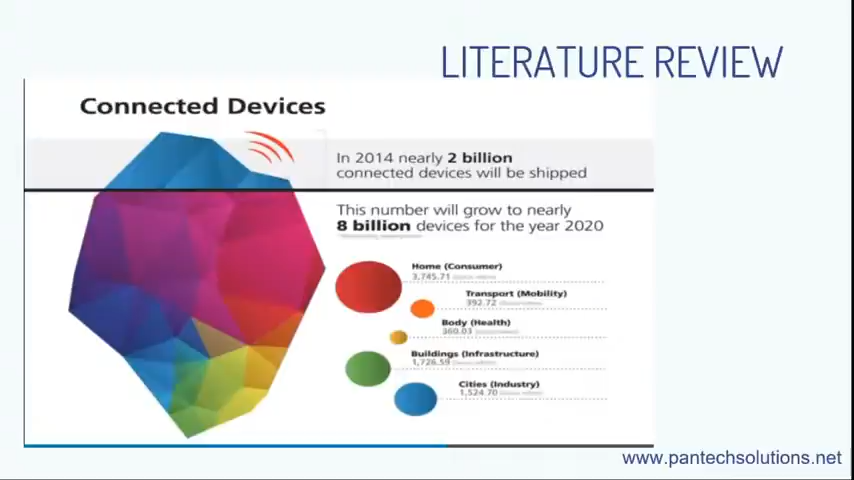 LITERATURE REVIEW
Connected Devices
In 2014 nearly 2 billion
connected devices will be shipped
This number will grow to nearly
8 billion devices for the year 2020
Home (Consumer)
3,745.71
Transport (Mobility)
392.72
Body (Health)
360.03
Buildings (Infrastructure)
1,726.59
Cities (Industry)
1,524.70
www.pantechsolutions.net